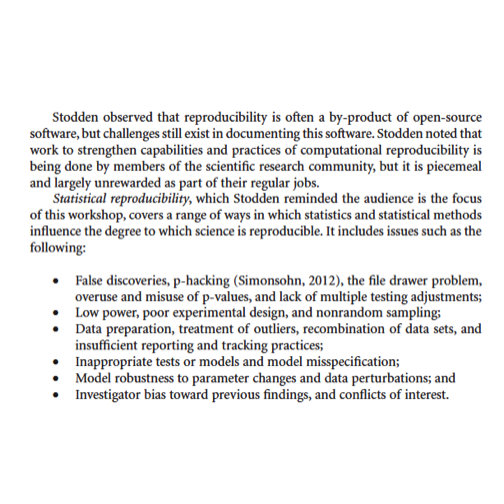 Stodden observed that reproducibility is often a by-product of open-source
software, but challenges still exist in documenting this software. Stodden noted that
work to strengthen capabilities and practices of computational reproducibility is
being done by members of the scientific research community, but it is piecemeal
and largely unrewarded as part of their regular jobs.
Statistical reproducibility, which Stodden reminded the audience is the focus
of this workshop, covers a range of ways in which statistics and statistical methods
influence the degree to which science is reproducible. It includes issues such as the
following:
• False discoveries, p-hacking (Simonsohn, 2012), the file drawer problem,
overuse and misuse of p-values, and lack of multiple testing adjustments;
• Low power, poor experimental design, and nonrandom sampling;
• Data preparation, treatment of outliers, recombination of data sets, and
insufficient reporting and tracking practices;
• Inappropriate tests or models and model misspecification;
• Model robustness to parameter changes and data perturbations; and
• Investigator bias toward previous findings, and conflicts of interest.